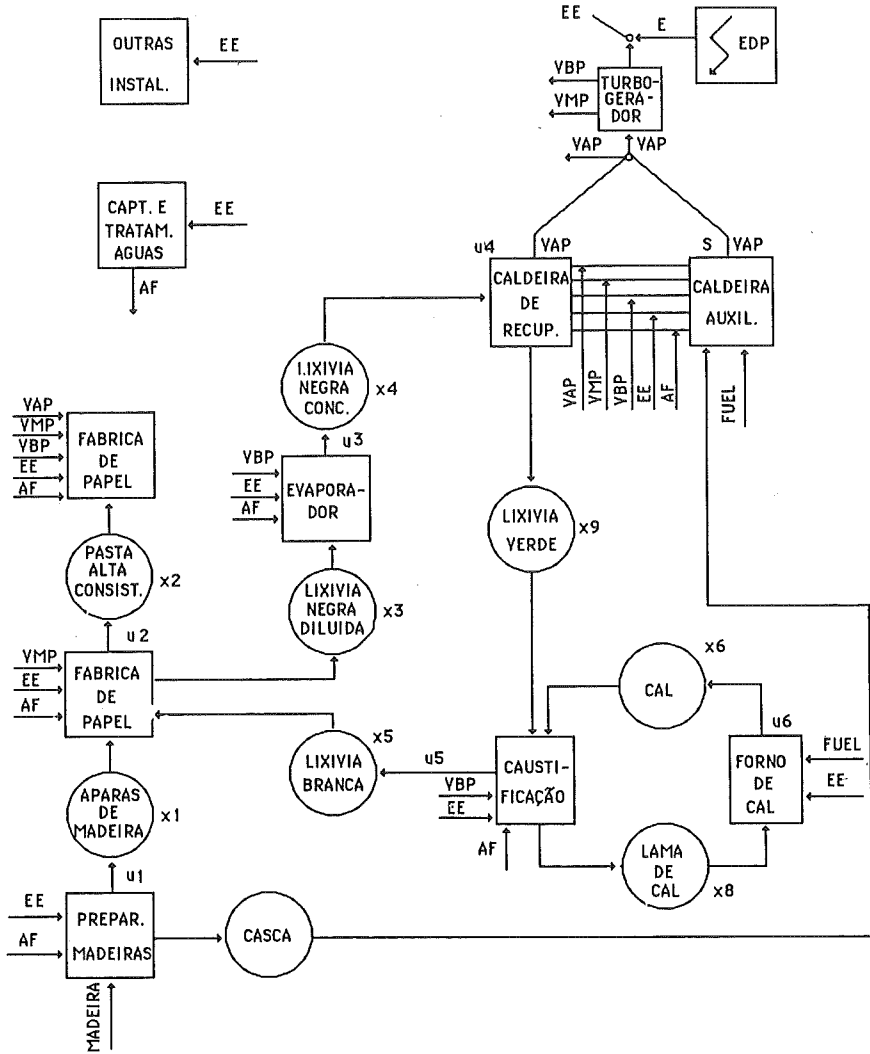 OUTRAS
INSTAL.
EE
EE
E
EDP
VBP
VMP
TURBO-
GERA-
DOR
VAP
VAP
CAPT. E
TRATAM.
AGUAS
EE
AF
u4
VAP
S
VAP
CALDEIRA
DE
RECUP.
CALDEIRA
AUXIL.
VAP
VMP
VBP
EE
AF
FUEL
LIXIVIA
NEGRA
CONC.
x4
u3
VBP
EE
AF
EVAPORA-
DOR
VAP
VMP
VBP
EE
AF
FABRICA
DE
PAPEL
LIXIVIA
VERDE
x9
PASTA
ALTA
CONSIST.
x2
LIXIVIA
NEGRA
DILUIDA
x3
u2
VMP
EE
AF
FABRICA
DE
PAPEL
x6
CAL
x5
LIXIVIA
BRANCA
u5
VBP
EE
AF
CAUSTI-
FICAÇÃO
u6
FORNO
DE
CAL
FUEL
EE
APARAS
DE
MADEIRA
x1
LAMA
DE
CAL
x8
u1
EE
AF
PREPAR.
MADEIRAS
CASCA
MADEIRA